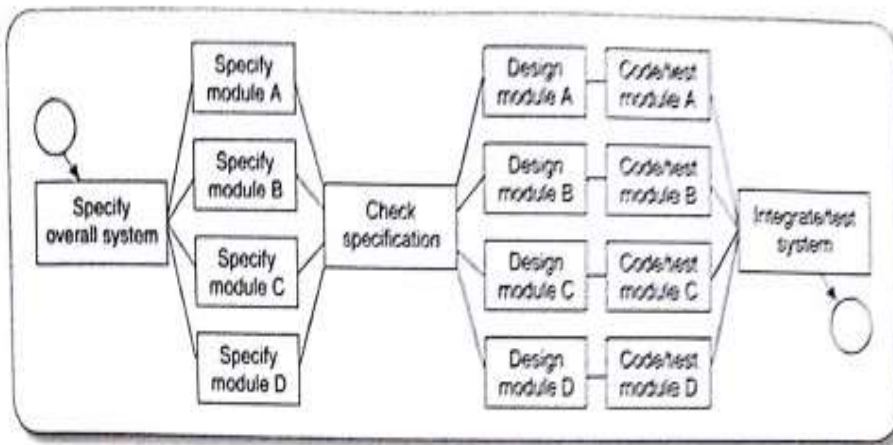 Specify
overall system
Specify
module A
Specify
module B
Specify
module C
Specify
module D
Check
specification
Design
module A
Code/test
module A
Design
module B
Code/test
module B
Design
module C
Code/test
module C
Design
module D
Code/test
module D
Integrate/test
system